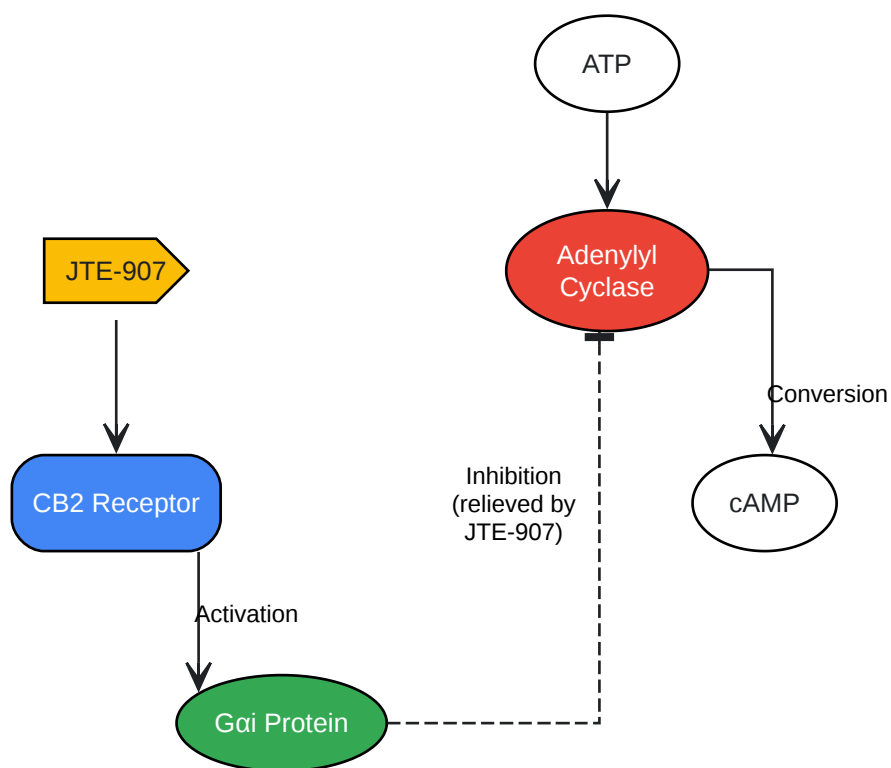 ATP
JTE-907
Adenylyl
Cyclase
Conversion
CB2 Receptor
Inhibition
(relieved by
JTE-907)
cAMP
Activation
Gαi Protein